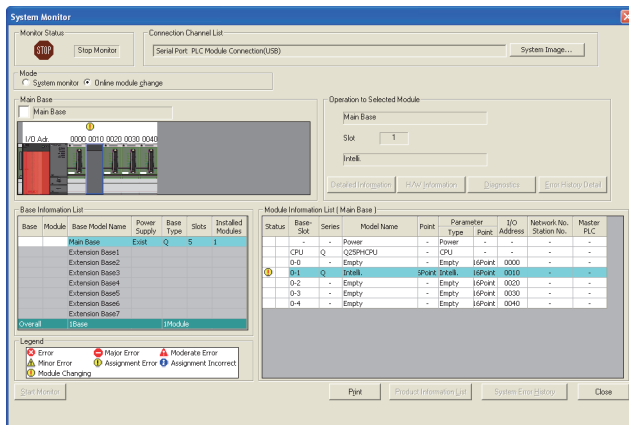 System Monitor
Monitor Status
STOP
Stop Monitor
Connection Channel List
Serial Port PLC Module Connection(USB)
System Image...
Mode
System monitor
Online module change
Main Base
Main Base
I/O Adr. 0000 0010 0020 0030 0040
Operation to Selected Module
Main Base
Slot 1
Intelli.
Detailed Information
H/W Information
Diagnostics
Error History Detail
Base Information List
Base Module Base Model Name Power Supply Base Type Slots Installed Modules
Main Base Exist Q 5 1
Extension Base1
Extension Base2
Extension Base3
Extension Base4
Extension Base5
Extension Base6
Extension Base7
Overall 1Base 1Module
Module Information List ( Main Base )
Status Base-Slot Series Model Name Point Parameter Type Point I/O Address Network No. Station No. Master PLC
- - Power - Power - - - -
CPU Q Q25PHCPU - CPU - - - -
0-0 - Empty - Empty 16Point 0000 - -
0-1 Q Intelli. 6Point Intelli. 16Point 0010 - -
0-2 - Empty - Empty 16Point 0020 - -
0-3 - Empty - Empty 16Point 0030 - -
0-4 - Empty - Empty 16Point 0040 - -
Legend
Error Major Error Moderate Error
Minor Error Assignment Error Assignment Incorrect
Module Changing
Start Monitor
Print
Product Information List
System Error History
Close